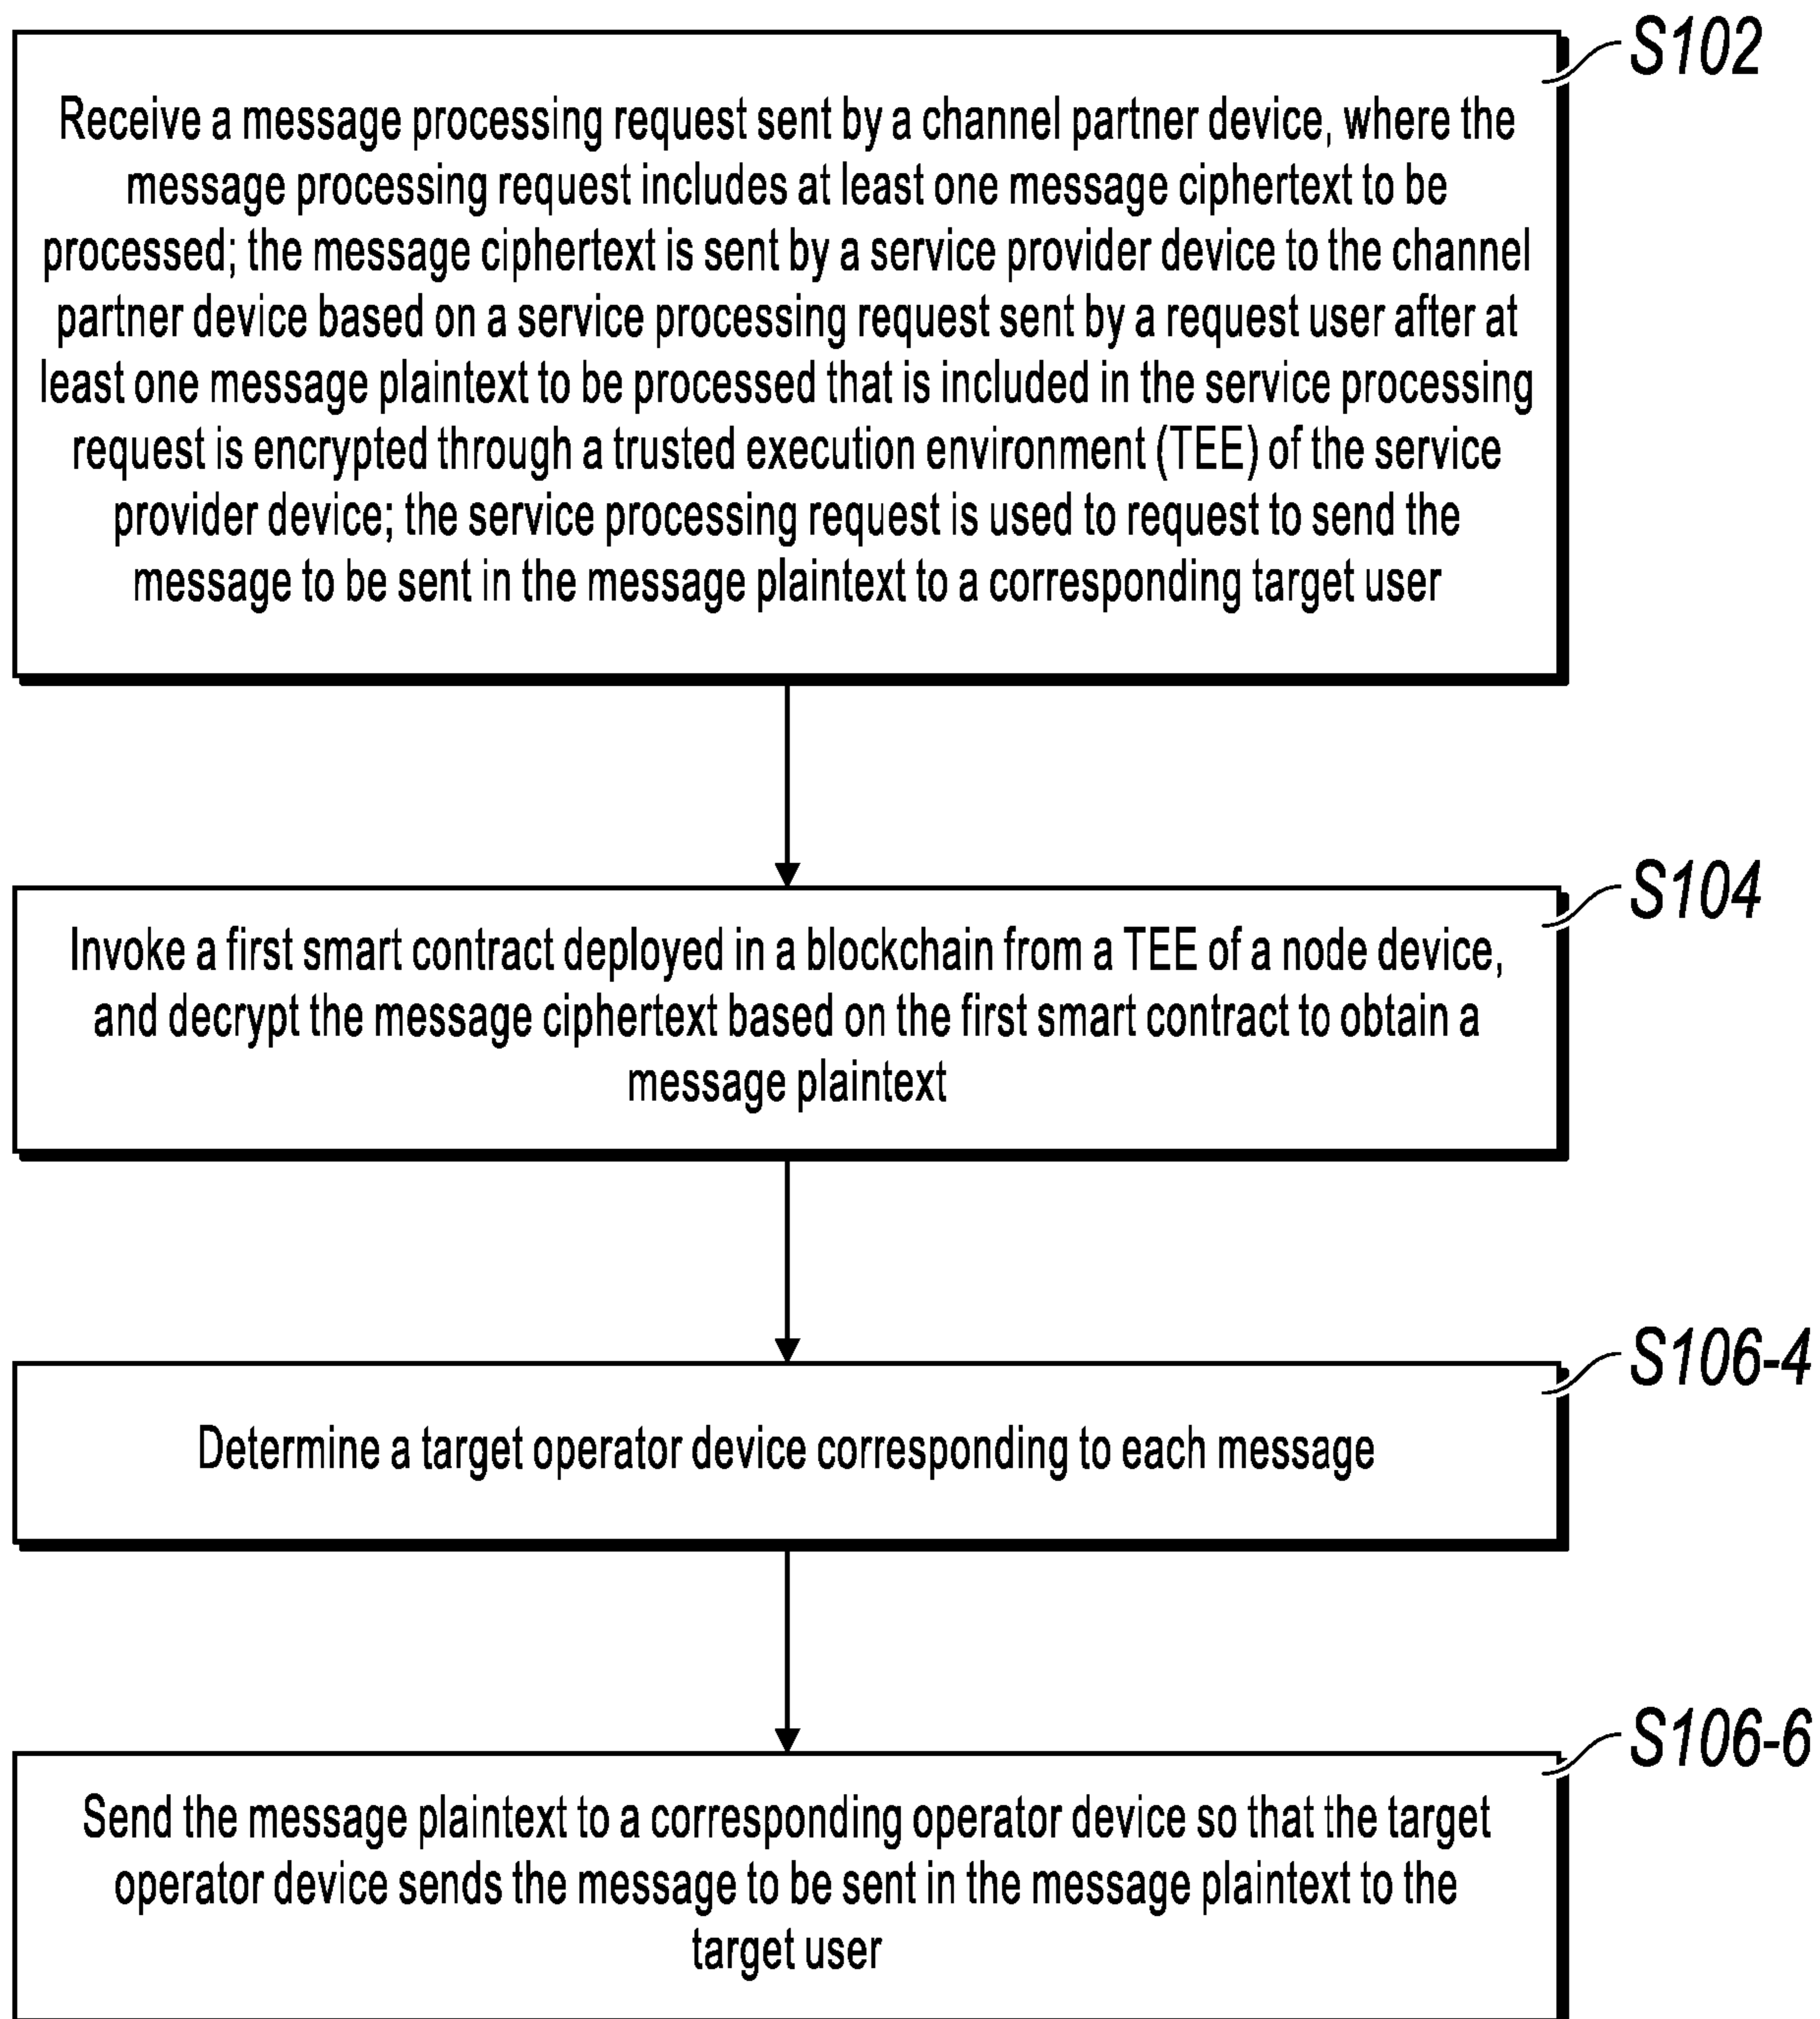 S102
Receive a message processing request sent by a channel partner device, where the
message processing request includes at least one message ciphertext to be
processed; the message ciphertext is sent by a service provider device to the channel
partner device based on a service processing request sent by a request user after at
least one message plaintext to be processed that is included in the service processing
request is encrypted through a trusted execution environment (TEE) of the service
provider device; the service processing request is used to request to send the
message to be sent in the message plaintext to a corresponding target user
S104
Invoke a first smart contract deployed in a blockchain from a TEE of a node device,
and decrypt the message ciphertext based on the first smart contract to obtain a
message plaintext
S106-4
Determine a target operator device corresponding to each message
S106-6
Send the message plaintext to a corresponding operator device so that the target
operator device sends the message to be sent in the message plaintext to the
target user